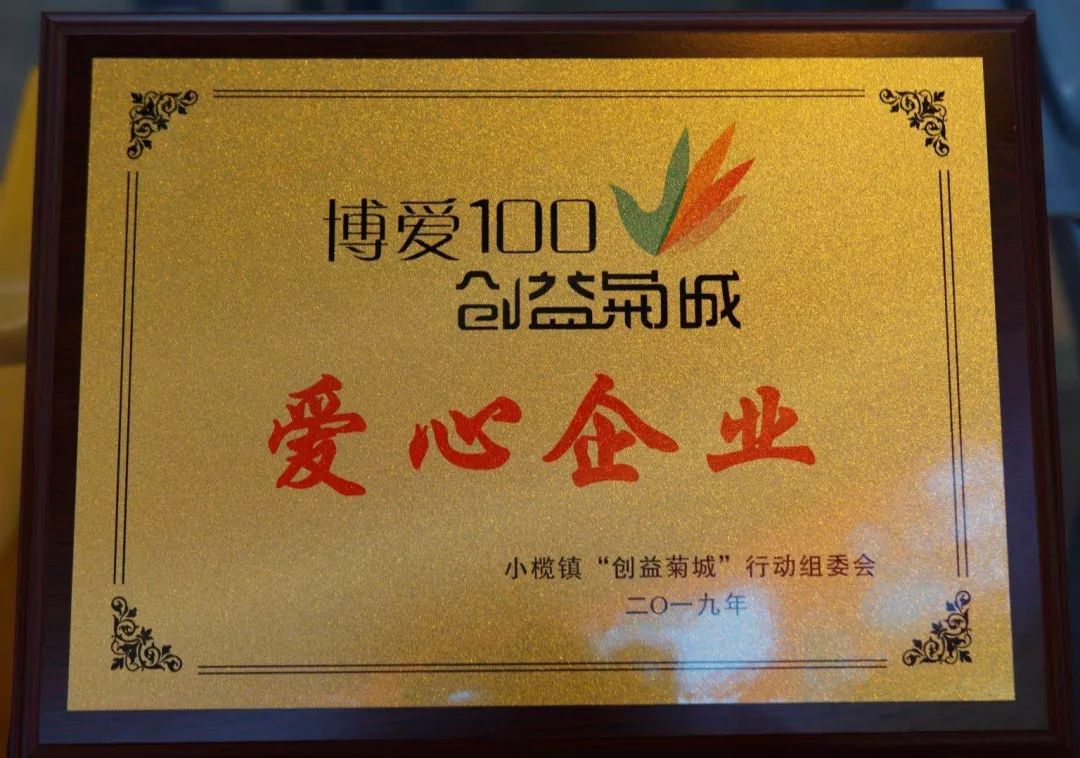 博爱100
创益菊城
爱心企业
小榄镇“创益菊城”行动组委会
二〇一九年